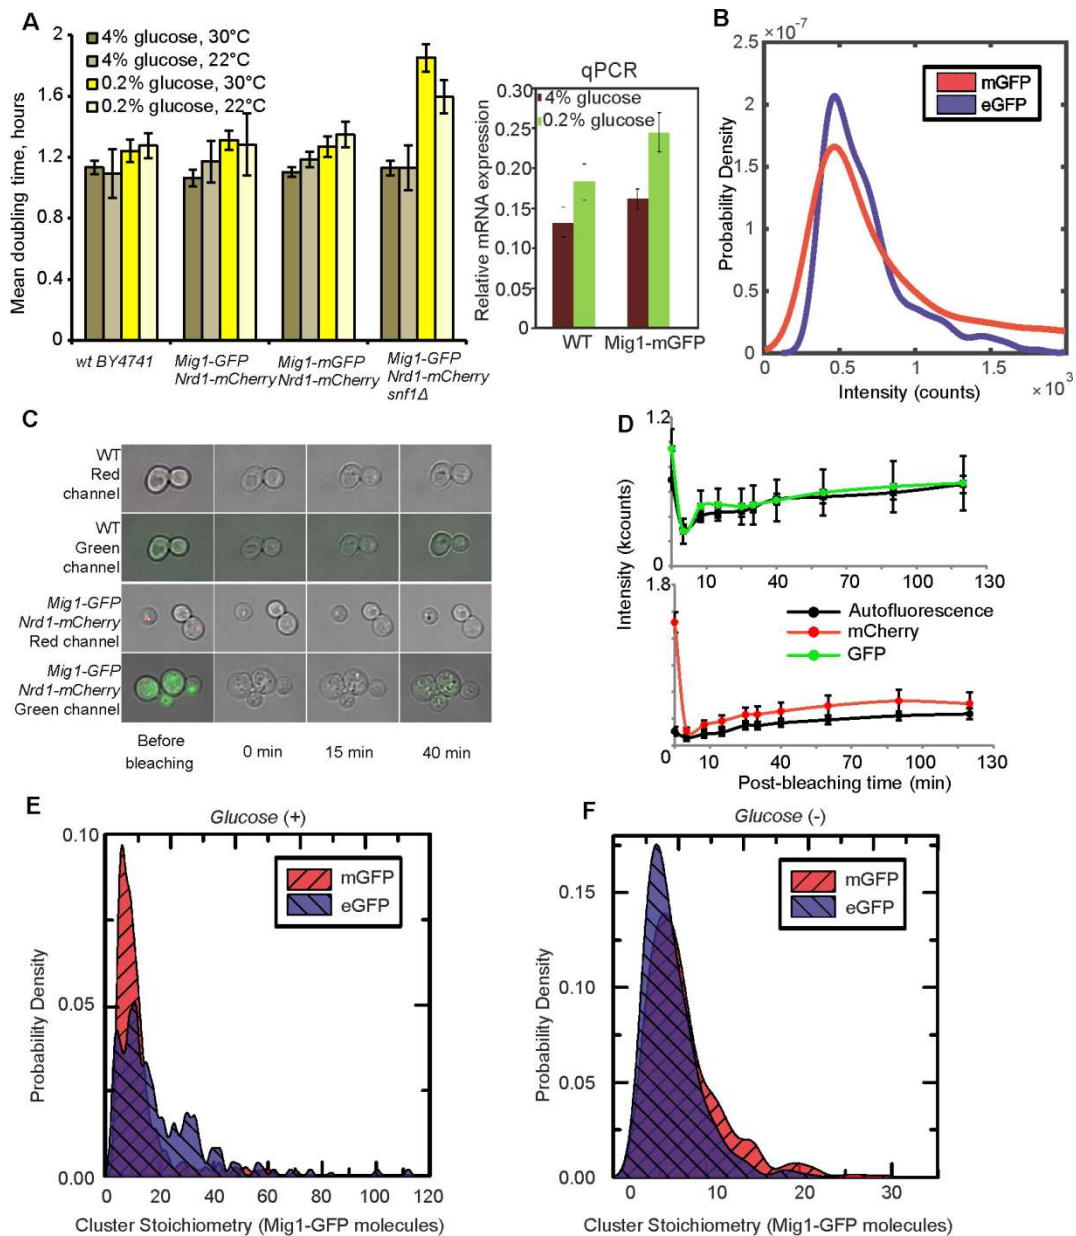 A
Mean doubling time, hours
2
1.6
1.2
0.8
0.4
0
4% glucose, 30°C
4% glucose, 22°C
0.2% glucose, 30°C
0.2% glucose, 22°C
wt BY4741
Mig1-GFP
Nrd1-mCherry
Mig1-mGFP
Nrd1-mCherry
Mig1-GFP
Nrd1-mCherry
snf1Δ
qPCR
Relative mRNA expression
0.30
0.25
0.20
0.15
0.10
0.05
0
4% glucose
0.2% glucose
WT
Mig1-mGFP
B
×10⁻⁷
Probability Density
2.5
2
1.5
1
0.5
0
mGFP
eGFP
0
0.5
1
1.5
×10³
Intensity (counts)
C
WT
Red
channel
WT
Green
channel
Mig1-GFP
Nrd1-mCherry
Red channel
Mig1-GFP
Nrd1-mCherry
Green channel
Before
bleaching
0 min
15 min
40 min
D
Intensity (kcounts)
1.2
0
10
40
70
100
130
1.8
Autofluorescence
mCherry
GFP
0
10
40
70
100
130
Post-bleaching time (min)
E
Glucose (+)
Probability Density
0.10
0.05
0.00
mGFP
eGFP
0
20
40
60
80
100
120
Cluster Stoichiometry (Mig1-GFP molecules)
F
Glucose (-)
Probability Density
0.15
0.10
0.05
0.00
mGFP
eGFP
0
10
20
30
Cluster Stoichiometry (Mig1-GFP molecules)